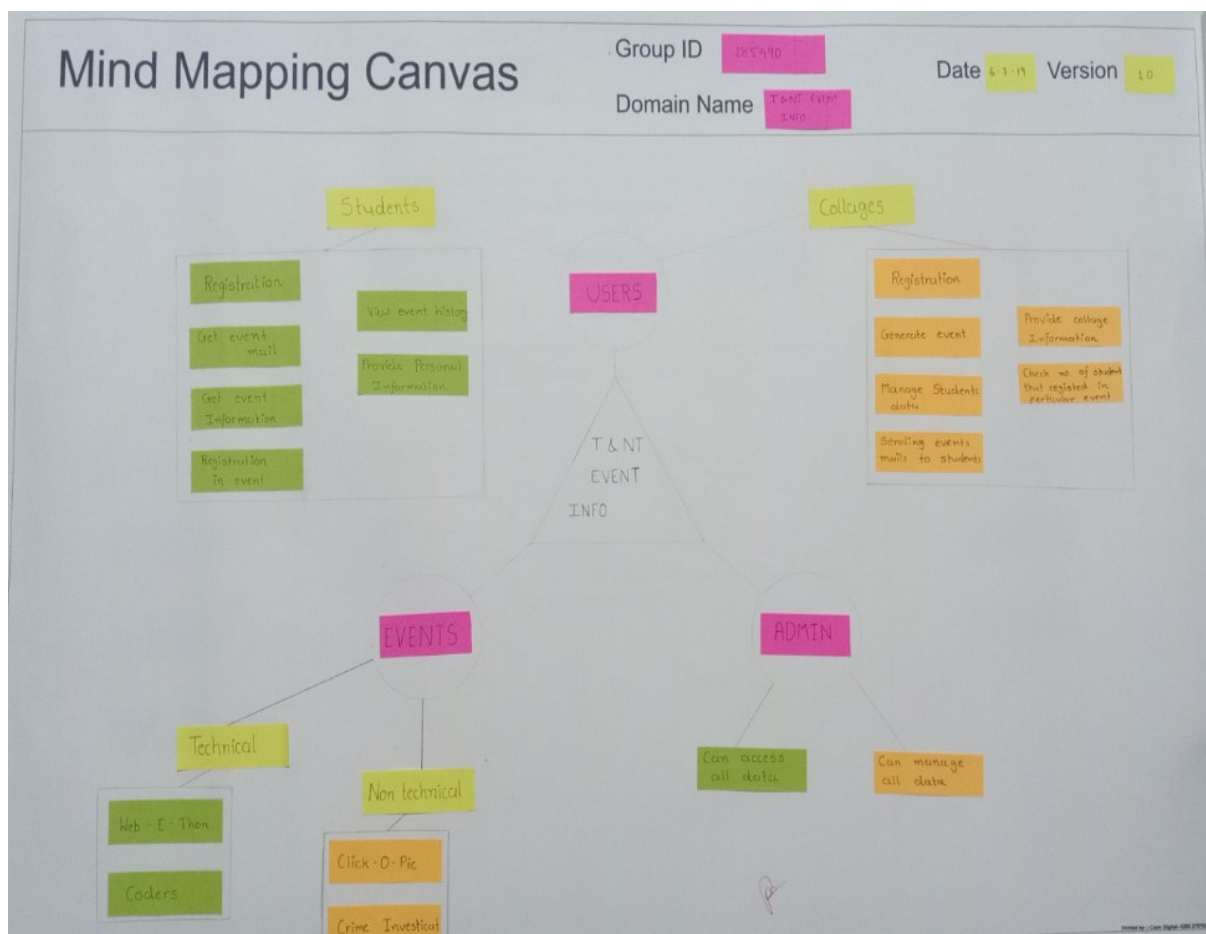 Mind Mapping Canvas
Group ID
185490
Domain Name
T & NT EVENT
INFO.
Date
6-7-19
Version
1.0
Students
Registration
Get event
mail
Get event
Information
Registration
in event
View event history
Provide Personal
Information
USERS
Collages
Registration
Generate event
Manage Students
data
Sending events
mails to students
Provide collage
Information
Check no of student
that registed in
perticular event
T & NT
EVENT
INFO
EVENTS
Technical
Web-E-Thon
Coders
Non technical
Click-O-Pic
Crime Investigat
ADMIN
Can access
all data
Can manage
all data